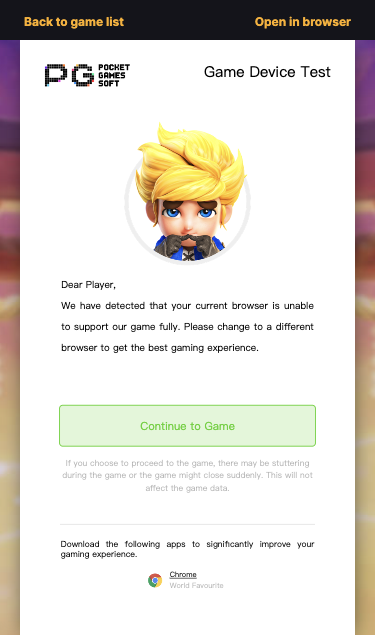 Back to game list
Open in browser
PG POCKET GAMES SOFT
Game Device Test
Dear Player,
We have detected that your current browser is unable
to support our game fully. Please change to a different
browser to get the best gaming experience.
Continue to Game
If you choose to proceed to the game, there may be stuttering
during the game or the game might close suddenly. This will not
affect the game data.
Download the following apps to significantly improve your
gaming experience.
Chrome
World Favourite